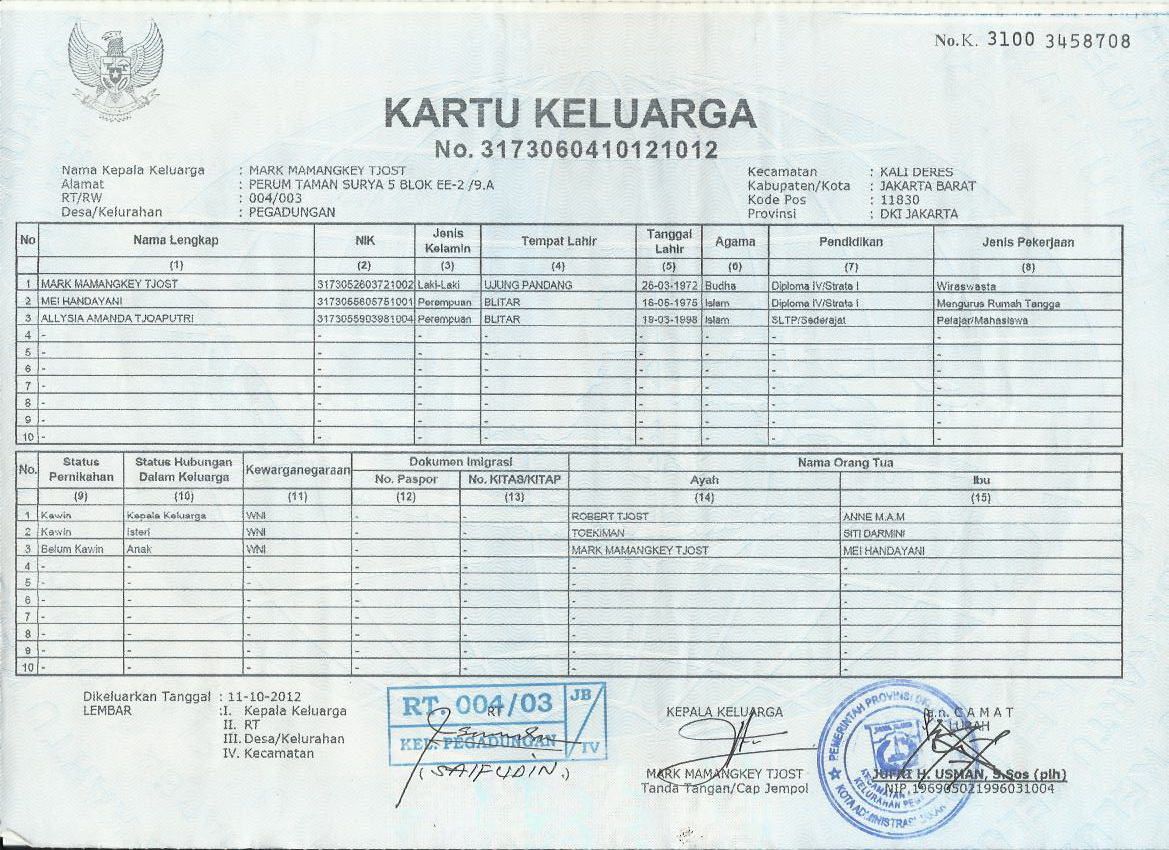 No.K. 3100 3458708
KARTU KELUARGA
No. 3173060410121012
Nama Kepala Keluarga : MARK MAMANGKEY TJOST
Alamat : PERUM TAMAN SURYA 5 BLOK EE-2 /9.A
RT/RW : 004/003
Desa/Kelurahan : PEGADUNGAN
Kecamatan : KALI DERES
Kabupaten/Kota : JAKARTA BARAT
Kode Pos : 11830
Provinsi : DKI JAKARTA
No Nama Lengkap NIK Jenis Kelamin Tempat Lahir Tanggal Lahir Agama Pendidikan Jenis Pekerjaan
(1) (2) (3) (4) (5) (6) (7) (8)
1 MARK MAMANGKEY TJOST 3173052603721002 Laki-Laki UJUNG PANDANG 26-03-1972 Budha Diploma IV/Strata I Wiraswasta
2 MEI HANDAYANI 3173056605751001 Perempuan BLITAR 16-05-1975 Islam Diploma IV/Strata I Mengurus Rumah Tangga
3 ALLYSIA AMANDA TJOAPUTRI 3173055903981004 Perempuan BLITAR 19-03-1998 Islam SLTP/Sederajat Pelajar/Mahasiswa
4 - - - - - - - -
5 - - - - - - - -
6 - - - - - - - -
7 - - - - - - - -
8 - - - - - - - -
9 - - - - - - - -
10 - - - - - - - -
No. Status Pernikahan Status Hubungan Dalam Keluarga Kewarganegaraan Dokumen Imigrasi Nama Orang Tua
No. Paspor No. KITAS/KITAP Ayah Ibu
(9) (10) (11) (12) (13) (14) (15)
1 Kawin Kepala Keluarga WNI - - ROBERT TJOST ANNE M.A.M
2 Kawin Isteri WNI - - TOEKIMAN SITI DARMINI
3 Belum Kawin Anak WNI - - MARK MAMANGKEY TJOST MEI HANDAYANI
4 - - - - - - -
5 - - - - - - -
6 - - - - - - -
7 - - - - - - -
8 - - - - - - -
9 - - - - - - -
10 - - - - - - -
Dikeluarkan Tanggal : 11-10-2012
LEMBAR :I. Kepala Keluarga
II. RT
III. Desa/Kelurahan
IV. Kecamatan
RT. 004/03 JB
KEL. PEGADUNGAN IV
RT
(SAIFUDIN.)
KEPALA KELUARGA
MARK MAMANGKEY TJOST
Tanda Tangan/Cap Jempol
a.n. C A M A T
LURAH
JUFRI H. USMAN, S.Sos (plh)
NIP.196905021996031004
PEMERINTAH PROVINSI
KECAMATAN
KELURAHAN
KOTA ADMINISTRASI